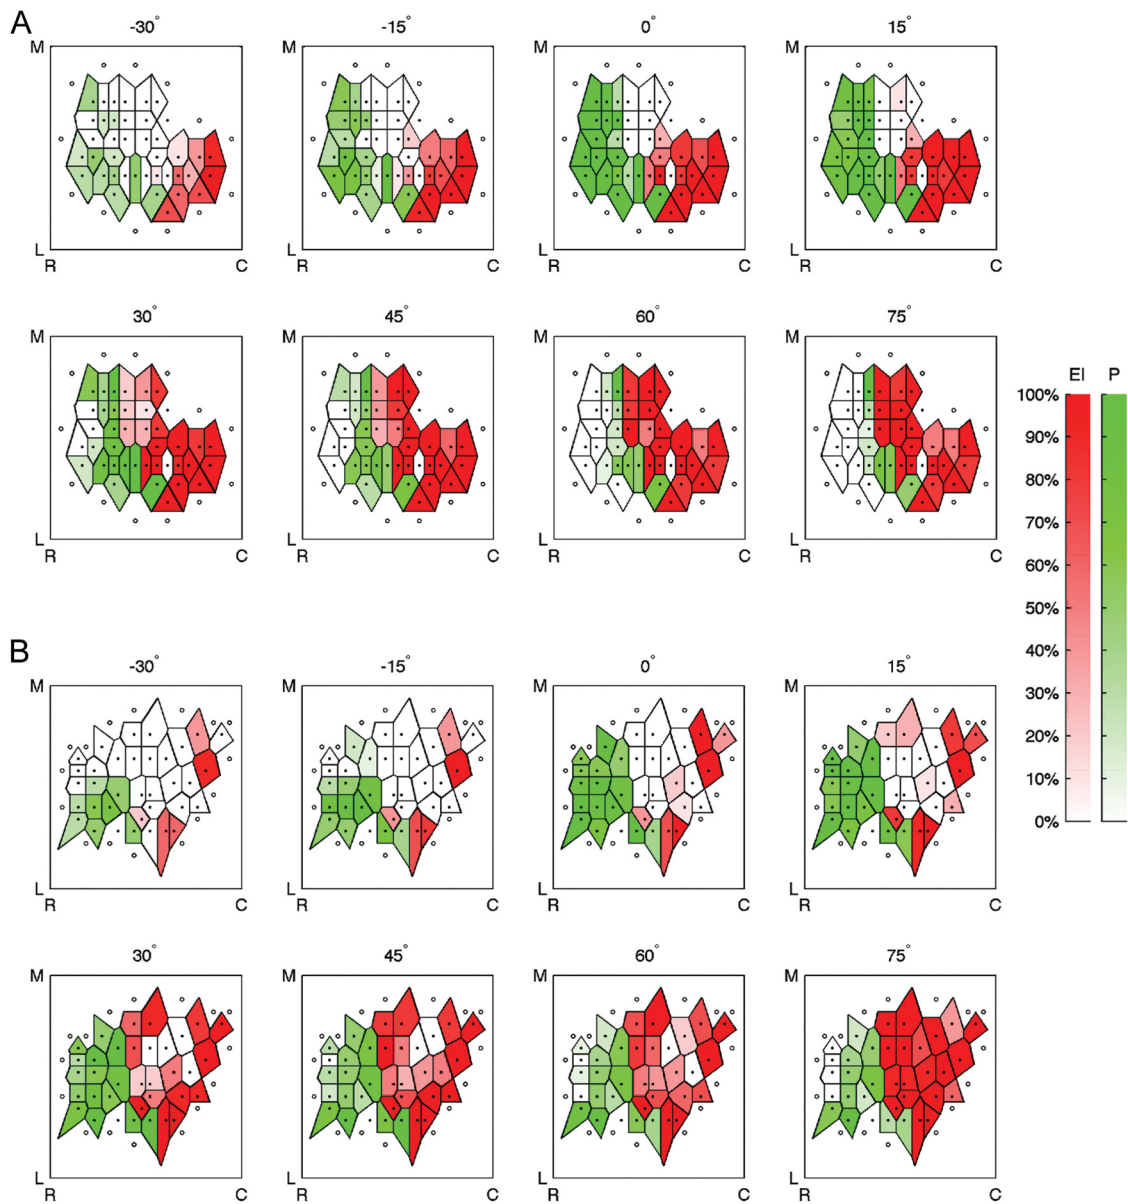 A
-30° -15° 0° 15°
M M M M
L L L L
R C R C R C R C
30° 45° 60° 75°
M M M M
L L L L
R C R C R C R C
EI P
100%
90%
80%
70%
60%
50%
40%
30%
20%
10%
0%
B
-30° -15° 0° 15°
M M M M
L L L L
R C R C R C R C
30° 45° 60° 75°
M M M M
L L L L
R C R C R C R C